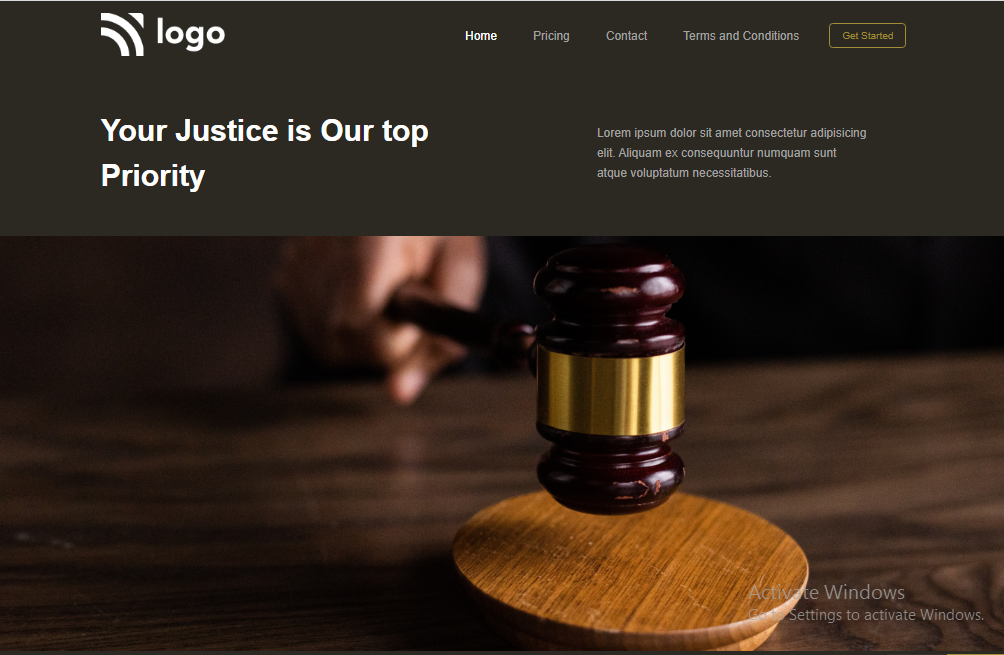 logo
Home
Pricing
Contact
Terms and Conditions
Get Started
Your Justice is Our top
Priority
Lorem ipsum dolor sit amet consectetur adipisicing
elit. Aliquam ex consequuntur numquam sunt
atque voluptatum necessitatibus.
Activate Windows
Go to Settings to activate Windows.